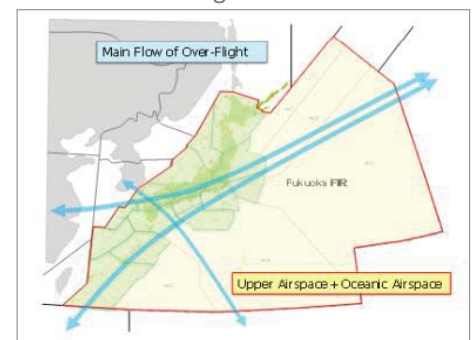 Main Flow of Over-Flight
Fukuoka FIR
Upper Airspace + Oceanic Airspace